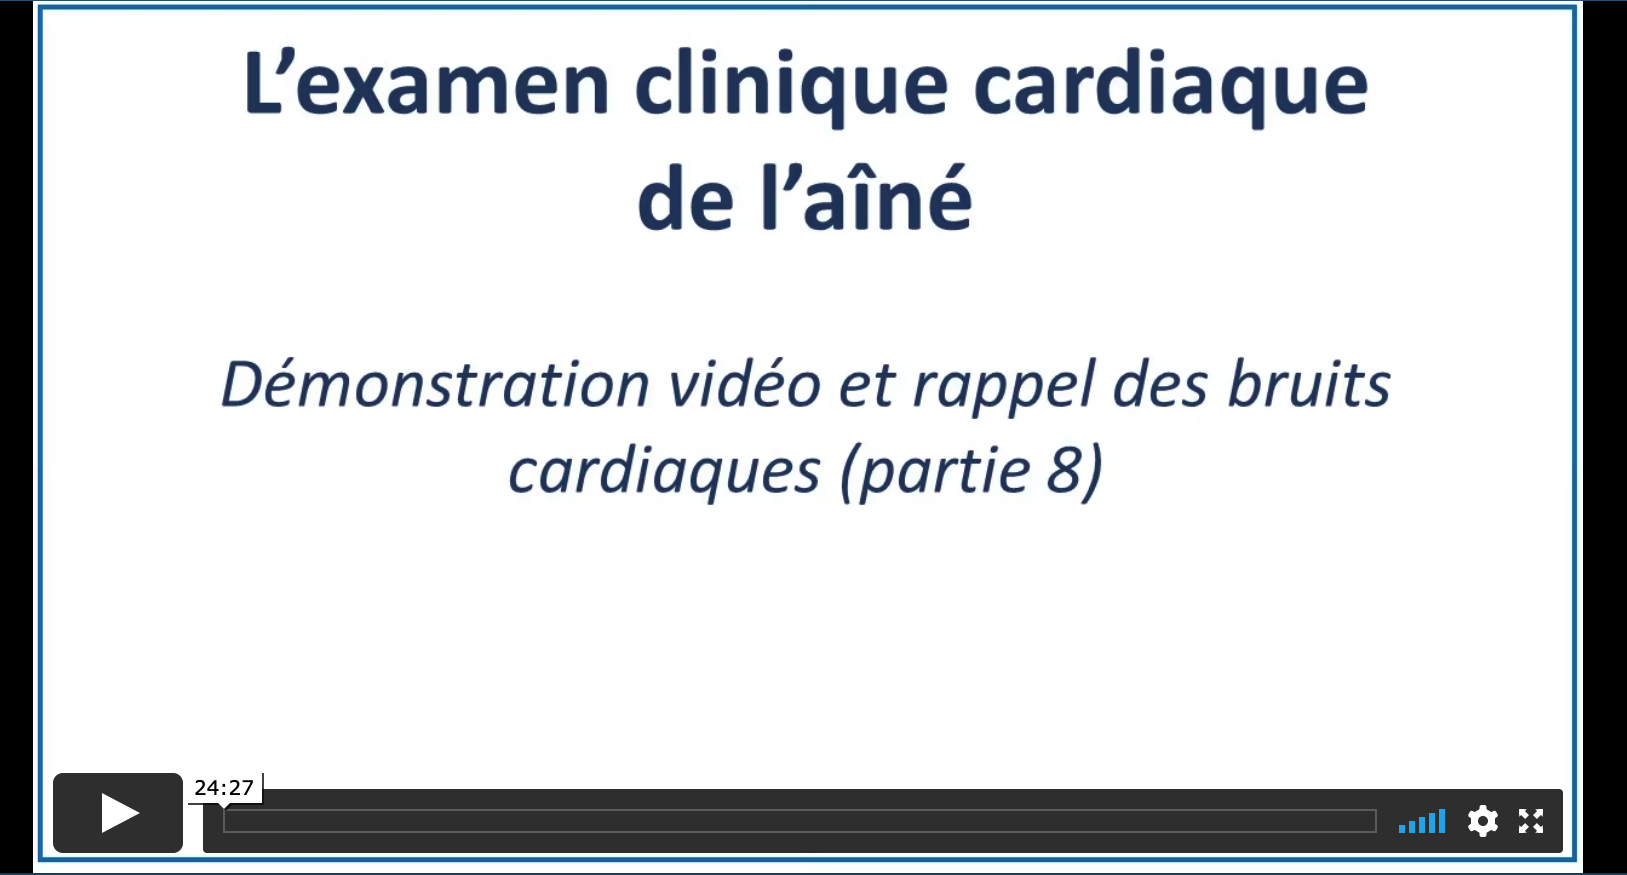 L’examen clinique cardiaque
de l’aîné
Démonstration vidéo et rappel des bruits
cardiaques (partie 8)
24:27